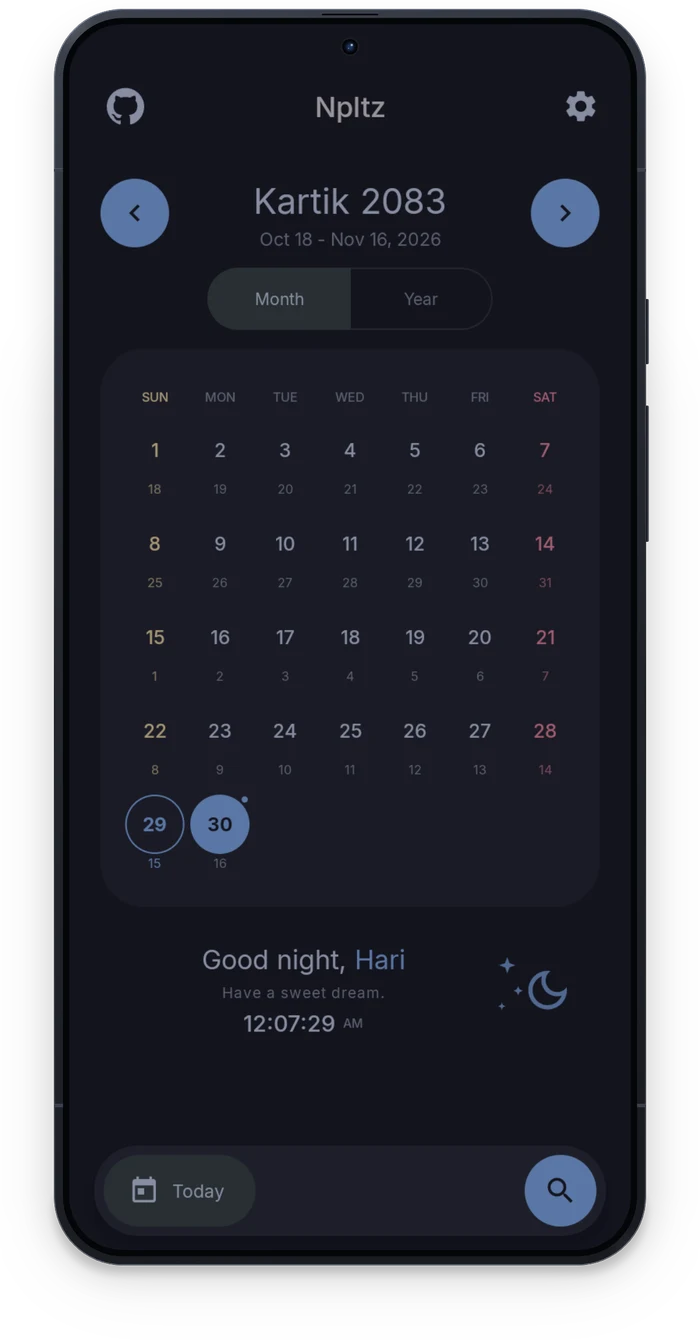 Npltz
Kartik 2083
Oct 18 - Nov 16, 2026
Month Year
SUN MON TUE WED THU FRI SAT
1 2 3 4 5 6 7
18 19 20 21 22 23 24
8 9 10 11 12 13 14
25 26 27 28 29 30 31
15 16 17 18 19 20 21
1 2 3 4 5 6 7
22 23 24 25 26 27 28
8 9 10 11 12 13 14
29 30
15 16
Good night, Hari
Have a sweet dream.
12:07:29 AM
Today